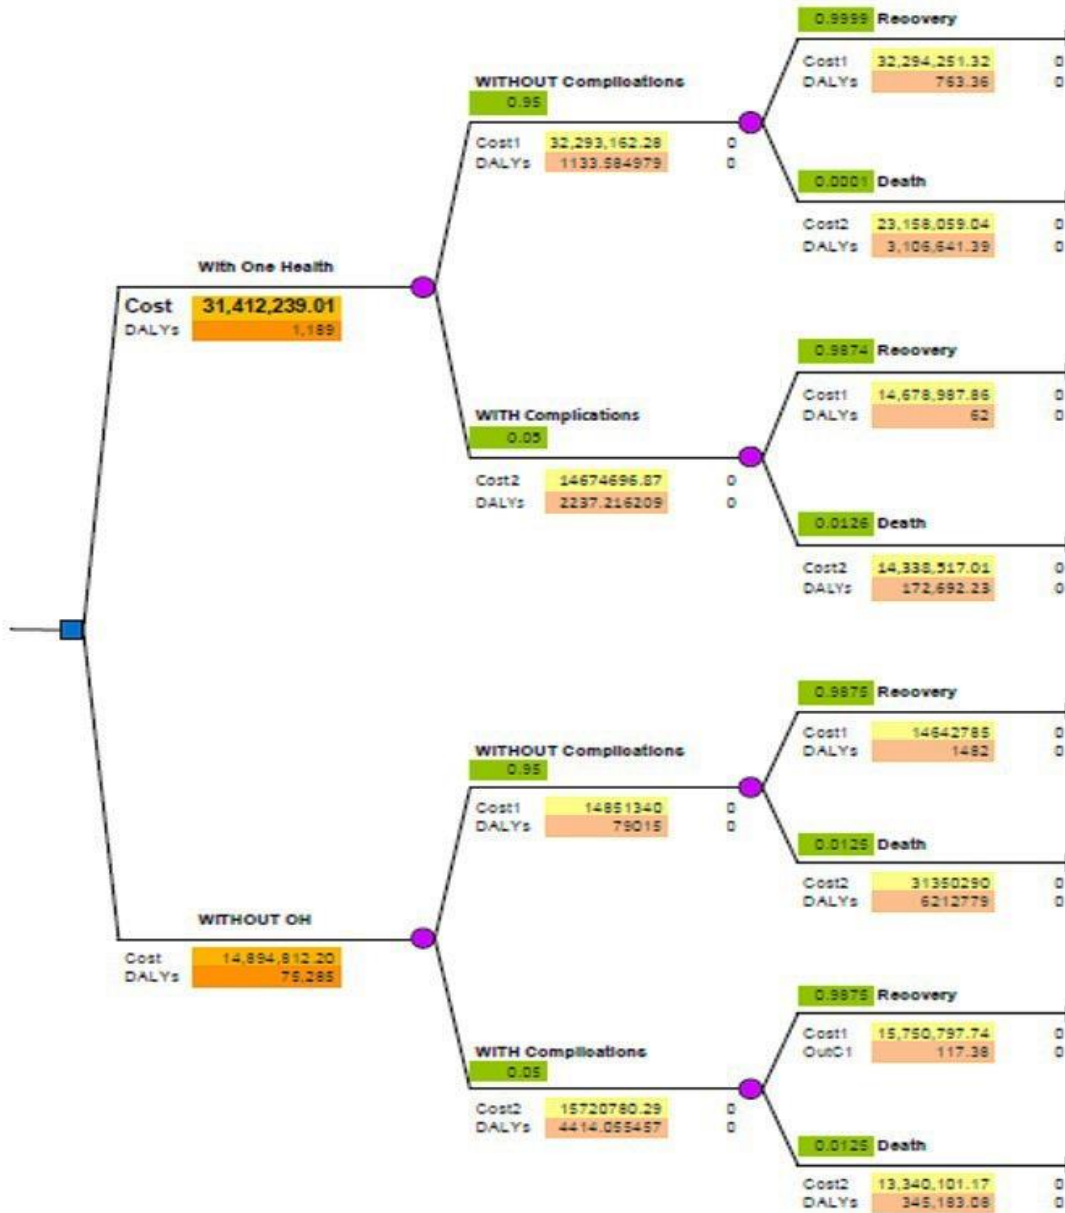 0.9999 Recovery
Cost1 32,294,251.32 0
DALYs 763.36 0
WITHOUT Complications
0.95
Cost1 32,293,162.28 0
DALYs 1133.584979 0
0.0001 Death
Cost2 23,158,059.04 0
DALYs 3,106,641.39 0
With One Health
Cost 31,412,239.01
DALYs 1,189
0.9874 Recovery
Cost1 14,678,987.86 0
DALYs 62 0
WITH Complications
0.05
Cost2 14674696.87 0
DALYs 2237.216209 0
0.0126 Death
Cost2 14,338,517.01 0
DALYs 172,692.23 0
0.9875 Recovery
Cost1 14642785 0
DALYs 1482 0
WITHOUT Complications
0.95
Cost1 14851340 0
DALYs 79015 0
0.0125 Death
Cost2 31350290 0
DALYs 6212779 0
WITHOUT OH
Cost 14,894,812.20
DALYs 75,285
0.9875 Recovery
Cost1 15,750,797.74 0
OutC1 117.38 0
WITH Complications
0.05
Cost2 15720780.29 0
DALYs 4414.055457 0
0.0125 Death
Cost2 13,340,101.17 0
DALYs 345,183.08 0